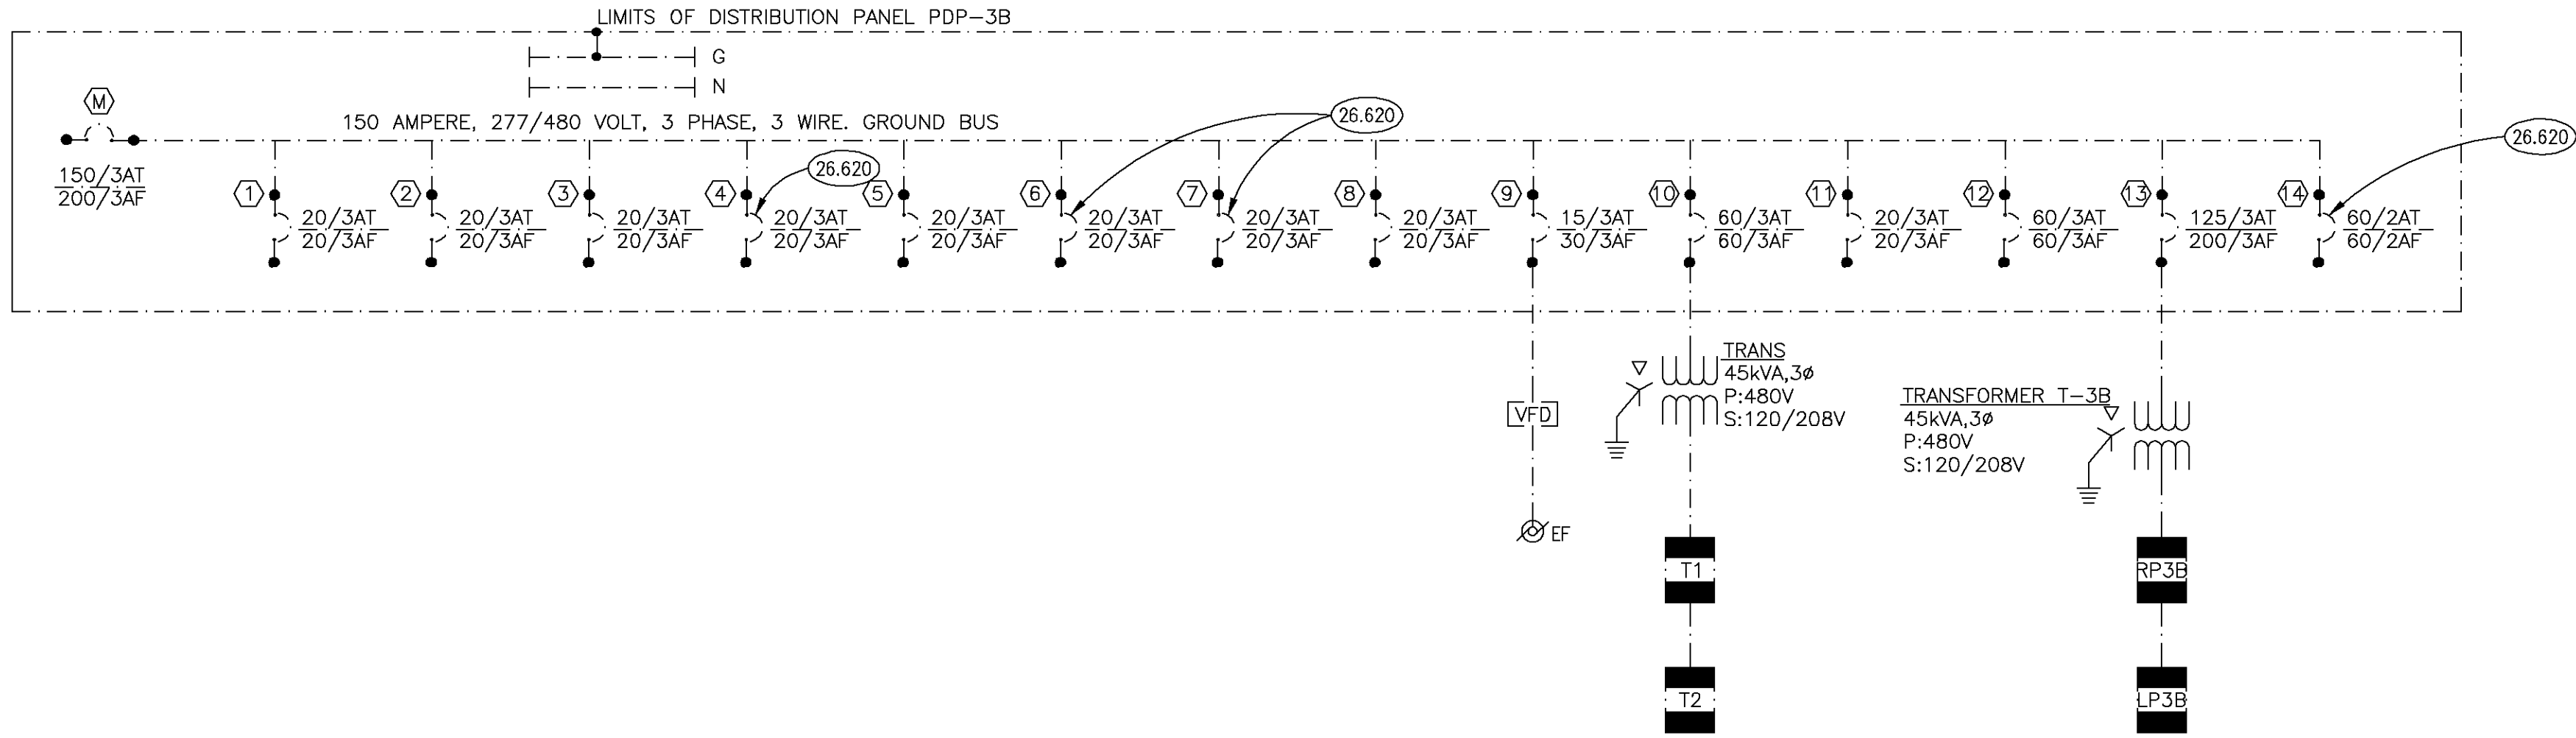 LIMITS OF DISTRIBUTION PANEL PDP-3B
G
N
M
150 AMPERE, 277/480 VOLT, 3 PHASE, 3 WIRE. GROUND BUS
150/3AT
200/3AF
26.620
26.620
26.620
1
20/3AT
20/3AF
2
20/3AT
20/3AF
3
20/3AT
20/3AF
4
20/3AT
20/3AF
5
20/3AT
20/3AF
6
20/3AT
20/3AF
7
20/3AT
20/3AF
8
20/3AT
20/3AF
9
15/3AT
30/3AF
10
60/3AT
60/3AF
11
20/3AT
20/3AF
12
60/3AT
60/3AF
13
125/3AT
200/3AF
14
60/2AT
60/2AF
VFD
EF
TRANS
45kVA,3ø
P:480V
S:120/208V
T1
T2
TRANSFORMER T-3B
45kVA,3ø
P:480V
S:120/208V
RP3B
LP3B